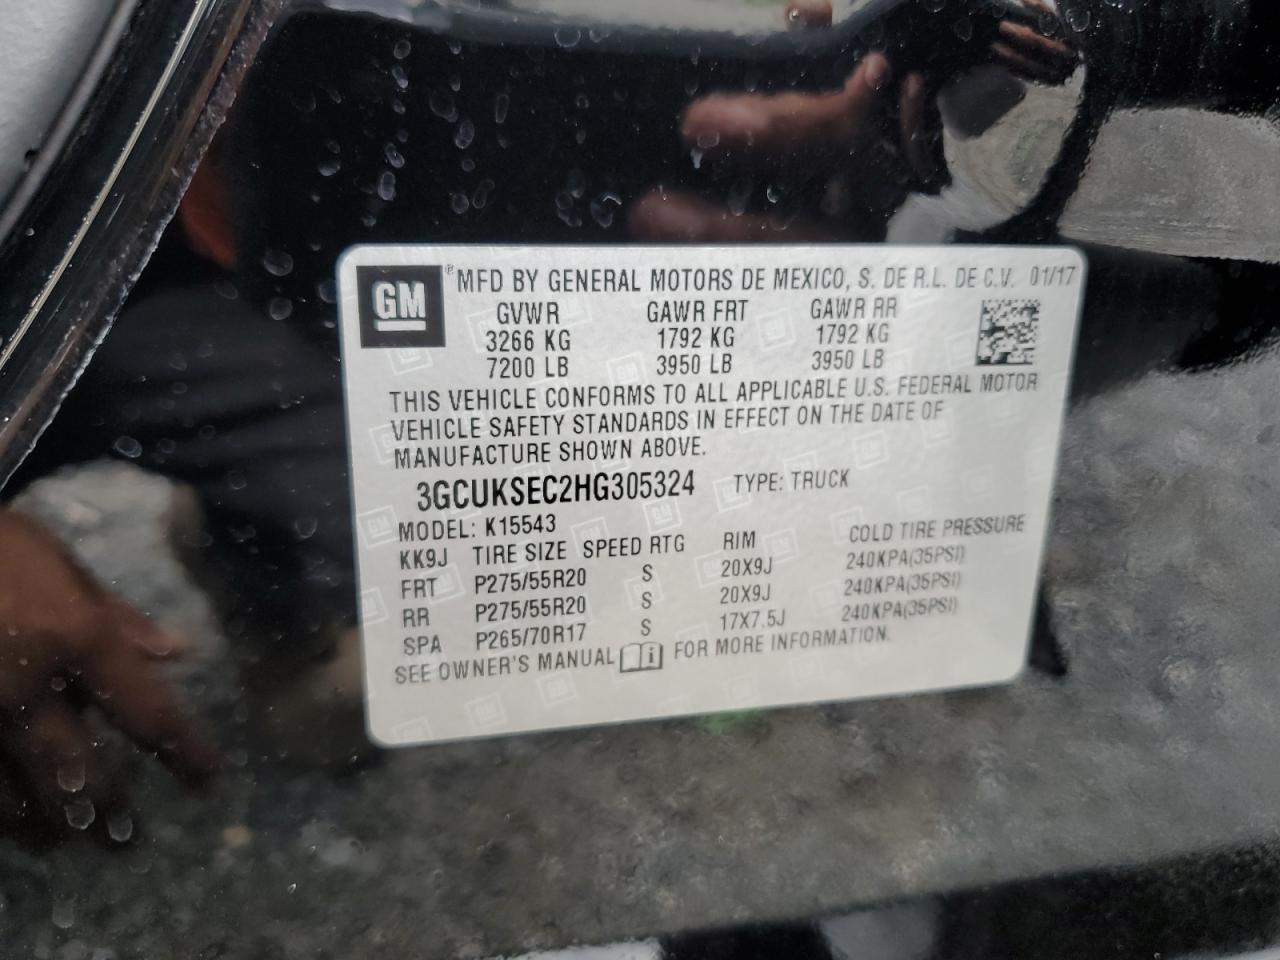 GM ® MFD BY GENERAL MOTORS DE MEXICO, S. DE R.L. DE C.V. 01/17
GVWR GAWR FRT GAWR RR
3266 KG 1792 KG 1792 KG
7200 LB 3950 LB 3950 LB
THIS VEHICLE CONFORMS TO ALL APPLICABLE U.S. FEDERAL MOTOR
VEHICLE SAFETY STANDARDS IN EFFECT ON THE DATE OF
MANUFACTURE SHOWN ABOVE.
3GCUKSEC2HG305324 TYPE: TRUCK
MODEL: K15543
KK9J TIRE SIZE SPEED RTG RIM COLD TIRE PRESSURE
FRT P275/55R20 S 20X9J 240KPA(35PSI)
RR P275/55R20 S 20X9J 240KPA(35PSI)
SPA P265/70R17 S 17X7.5J 240KPA(35PSI)
SEE OWNER'S MANUAL i FOR MORE INFORMATION.